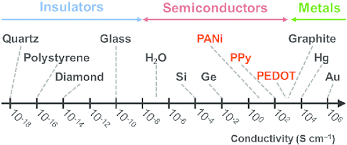 Insulators Semiconductors Metals
Quartz Glass PANi Graphite
Polystyrene H₂O PPy Hg
Diamond Si Ge PEDOT Au
10⁻¹⁸ 10⁻¹⁶ 10⁻¹⁴ 10⁻¹² 10⁻¹⁰ 10⁻⁸ 10⁻⁶ 10⁻⁴ 10⁻² 10⁰ 10² 10⁴ 10⁶
Conductivity (S cm⁻¹)